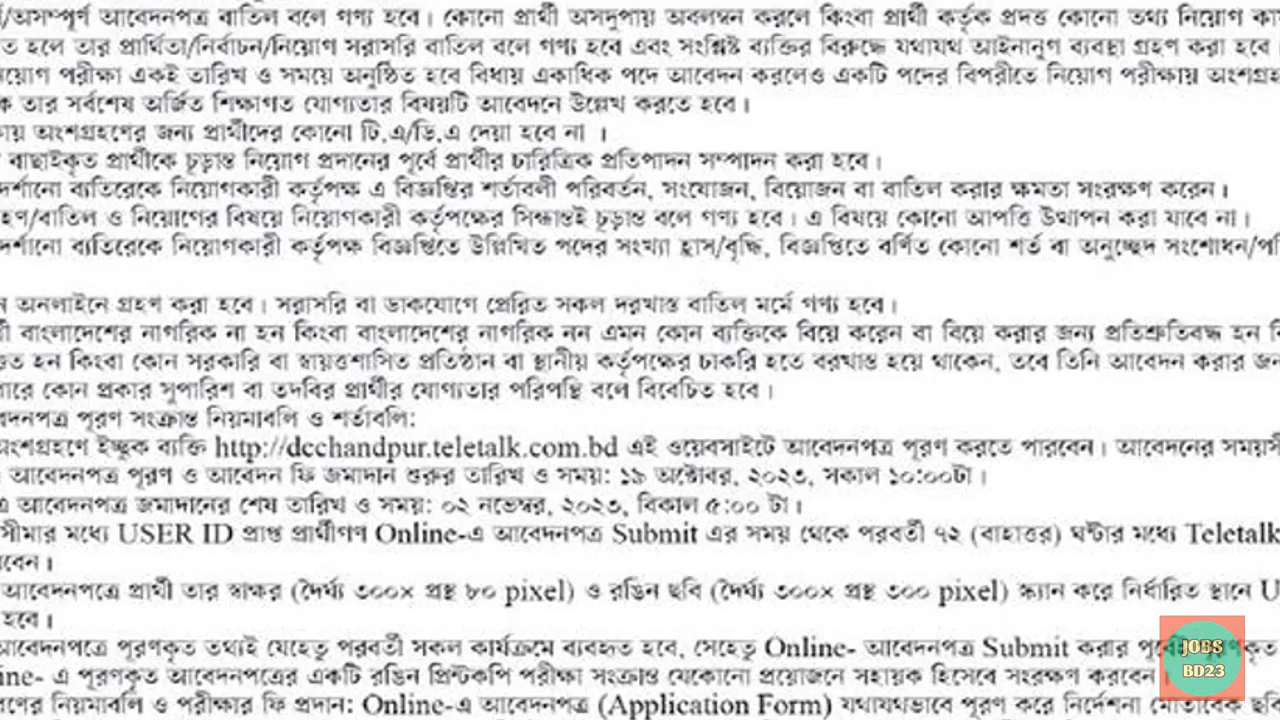 /অসম্পূর্ণ আবেদনপত্র বাতিল বলে গণ্য হবে। কোনো প্রার্থী অসদুপায় অবলম্বন করলে কিংবা প্রার্থী কর্তৃক প্রদত্ত কোনো তথ্য নিয়োগ
ত হলে তার প্রার্থিতা/নির্বাচন/নিয়োগ সরাসরি বাতিল বলে গণ্য হবে এবং সংশ্লিষ্ট ব্যক্তির বিরুদ্ধে যথাযথ আইনানুগ ব্যবস্থা গ্রহণ করা হবে
য়োগ পরীক্ষা একই তারিখ ও সময়ে অনুষ্ঠিত হবে বিধায় একাধিক পদে আবেদন করলেও একটি পদের বিপরীতে নিয়োগ পরীক্ষায় অংশগ্রহ
ক তার সর্বশেষ অর্জিত শিক্ষাগত যোগ্যতার বিষয়টি আবেদনে উল্লেখ করতে হবে।
য় অংশগ্রহণের জন্য প্রার্থীদের কোনো টি.এ/ডি.এ দেয়া হবে না ।
বাছাইকৃত প্রার্থীকে চূড়ান্ত নিয়োগ প্রদানের পূর্বে প্রার্থীর চারিত্রিক প্রতিপাদন সম্পাদন করা হবে।
দর্শানো ব্যতিরেকে নিয়োগকারী কর্তৃপক্ষ এ বিজ্ঞপ্তির শর্তাবলী পরিবর্তন, সংযোজন, বিয়োজন বা বাতিল করার ক্ষমতা সংরক্ষণ করেন।
হণ/বাতিল ও নিয়োগের বিষয়ে নিয়োগকারী কর্তৃপক্ষের সিদ্ধান্তই চূড়ান্ত বলে গণ্য হবে। এ বিষয়ে কোনো আপত্তি উত্থাপন করা যাবে না।
দর্শানো ব্যতিরেকে নিয়োগকারী কর্তৃপক্ষ বিজ্ঞপ্তিতে উল্লিখিত পদের সংখ্যা হ্রাস/বৃদ্ধি, বিজ্ঞপ্তিতে বর্ণিত কোনো শর্ত বা অনুচ্ছেদ সংশোধন/পরি
ন অনলাইনে গ্রহণ করা হবে। সরাসরি বা ডাকযোগে প্রেরিত সকল দরখাস্ত বাতিল মর্মে গণ্য হবে।
ী বাংলাদেশের নাগরিক না হন কিংবা বাংলাদেশের নাগরিক নন এমন কোন ব্যক্তিকে বিয়ে করেন বা বিয়ে করার জন্য প্রতিশ্রুতিবদ্ধ হন
ত হন কিংবা কোন সরকারি বা স্বায়ত্তশাসিত প্রতিষ্ঠান বা স্থানীয় কর্তৃপক্ষের চাকরি হতে বরখাস্ত হয়ে থাকেন, তবে তিনি আবেদন করার জন
ারে কোন প্রকার সুপারিশ বা তদবির প্রার্থীর যোগ্যতার পরিপন্থি বলে বিবেচিত হবে।
বদনপত্র পূরণ সংক্রান্ত নিয়মাবলি ও শর্তাবলি:
অংশগ্রহণে ইচ্ছুক ব্যক্তি http://dcchandpur.teletalk.com.bd এই ওয়েবসাইটে আবেদনপত্র পূরণ করতে পারবেন। আবেদনের সময়সী
আবেদনপত্র পূরণ ও আবেদন ফি জমাদান শুরুর তারিখ ও সময়: ১৯ অক্টোবর, ২০২৩, সকাল ১০:০০টা।
এ আবেদনপত্র জমাদানের শেষ তারিখ ও সময়: ০২ নভেম্বর, ২০২৩, বিকাল ৫:০০ টা।
সীমার মধ্যে USER ID প্রাপ্ত প্রার্থীগণ Online-এ আবেদনপত্র Submit এর সময় থেকে পরবর্তী ৭২ (বাহাত্তর) ঘন্টার মধ্যে Teletalk
বেন।
আবেদনপত্রে প্রার্থী তার স্বাক্ষর (দৈর্ঘ্য ৩০০× প্রস্থ ৮০ pixel) ও রঙিন ছবি (দৈর্ঘ্য ৩০০× প্রস্থ ৩০০ pixel) স্ক্যান করে নির্ধারিত স্থানে U
হবে।
আবেদনপত্রে পূরণকৃত তথ্যই যেহেতু পরবর্তী সকল কার্যক্রমে ব্যবহৃত হবে, সেহেতু Online- আবেদনপত্র Submit করার
ine- এ পূরণকৃত আবেদনপত্রের একটি রঙিন প্রিন্টকপি পরীক্ষা সংক্রান্ত যেকোনো প্রয়োজনে সহায়ক হিসেবে সংরক্ষণ করবেন
রণের নিয়মাবলি ও পরীক্ষার ফি প্রদান: Online-এ আবেদনপত্র (Application Form) যথাযথভাবে পূরণ করে নির্দেশনা মোতাবেক ছবি
JOBS
BD23